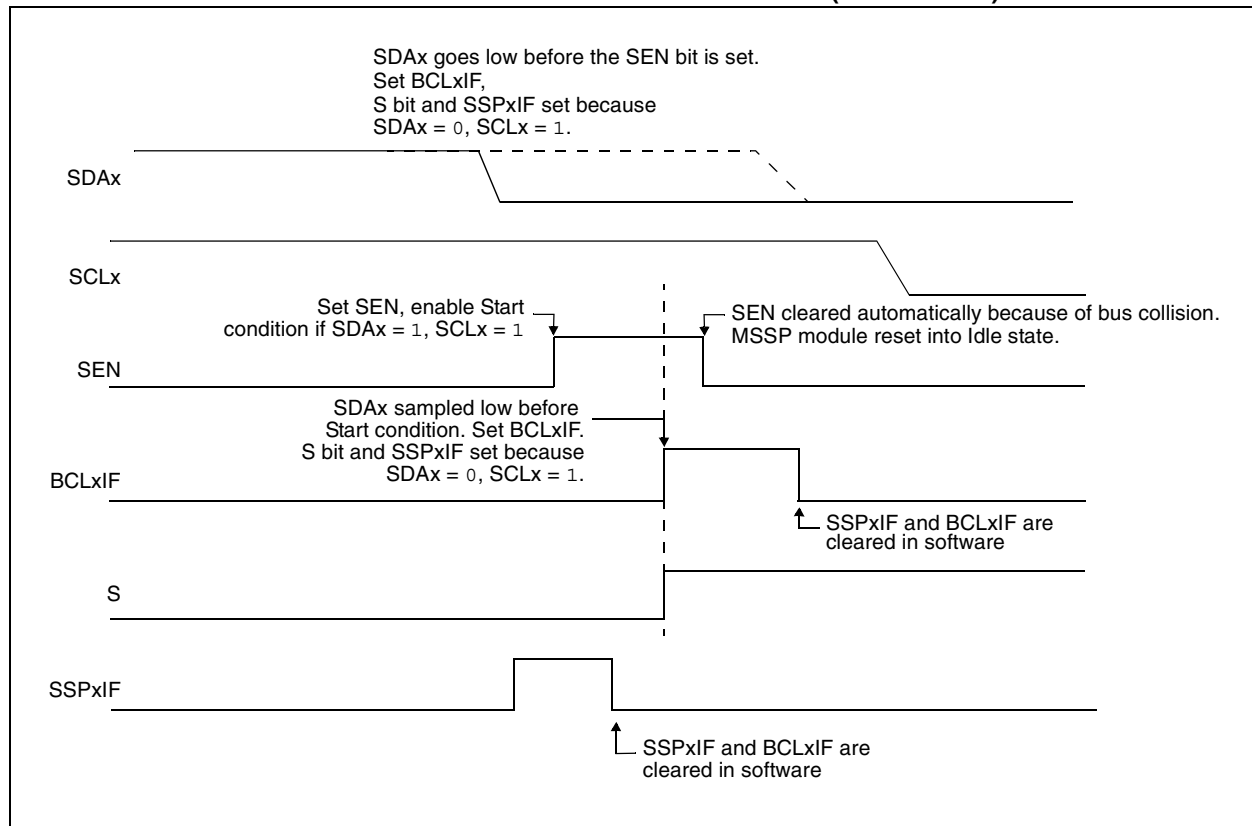 SDAx goes low before the SEN bit is set.
Set BCLxIF,
S bit and SSPxIF set because
SDAx = 0, SCLx = 1.
SDAx
SCLx
Set SEN, enable Start
condition if SDAx = 1, SCLx = 1
SEN cleared automatically because of bus collision.
MSSP module reset into Idle state.
SEN
SDAx sampled low before
Start condition. Set BCLxIF.
S bit and SSPxIF set because
SDAx = 0, SCLx = 1.
BCLxIF
SSPxIF and BCLxIF are
cleared in software
S
SSPxIF
SSPxIF and BCLxIF are
cleared in software